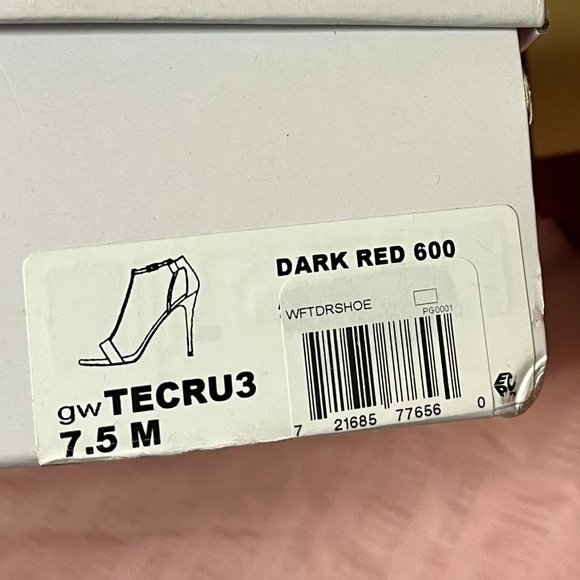 DARK RED 600
WFTDRSHOE
PG0001
gwTECRU3
7.5 M
7 21685 77656 0